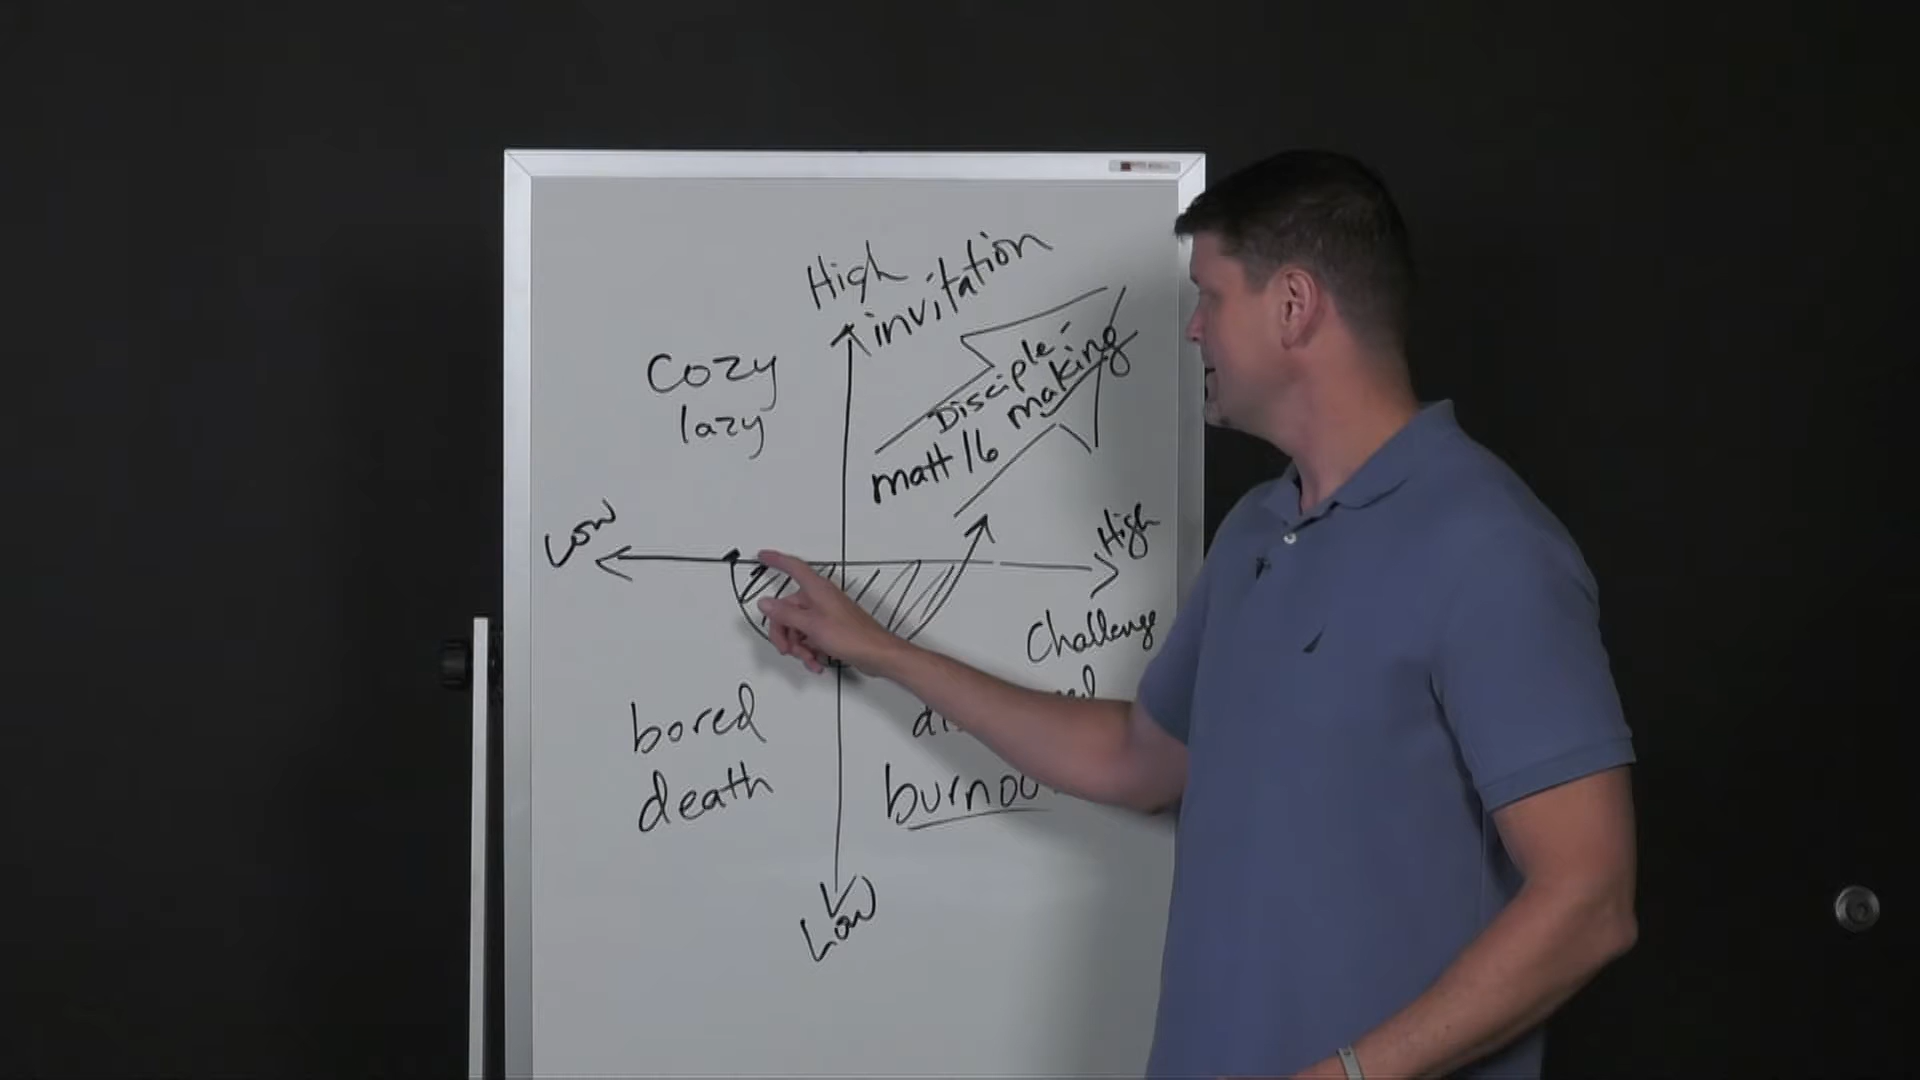 High
invitation
Cozy
lazy
Disciple-
making
Matt 16
Low
High
Challenge
bored
death
Low